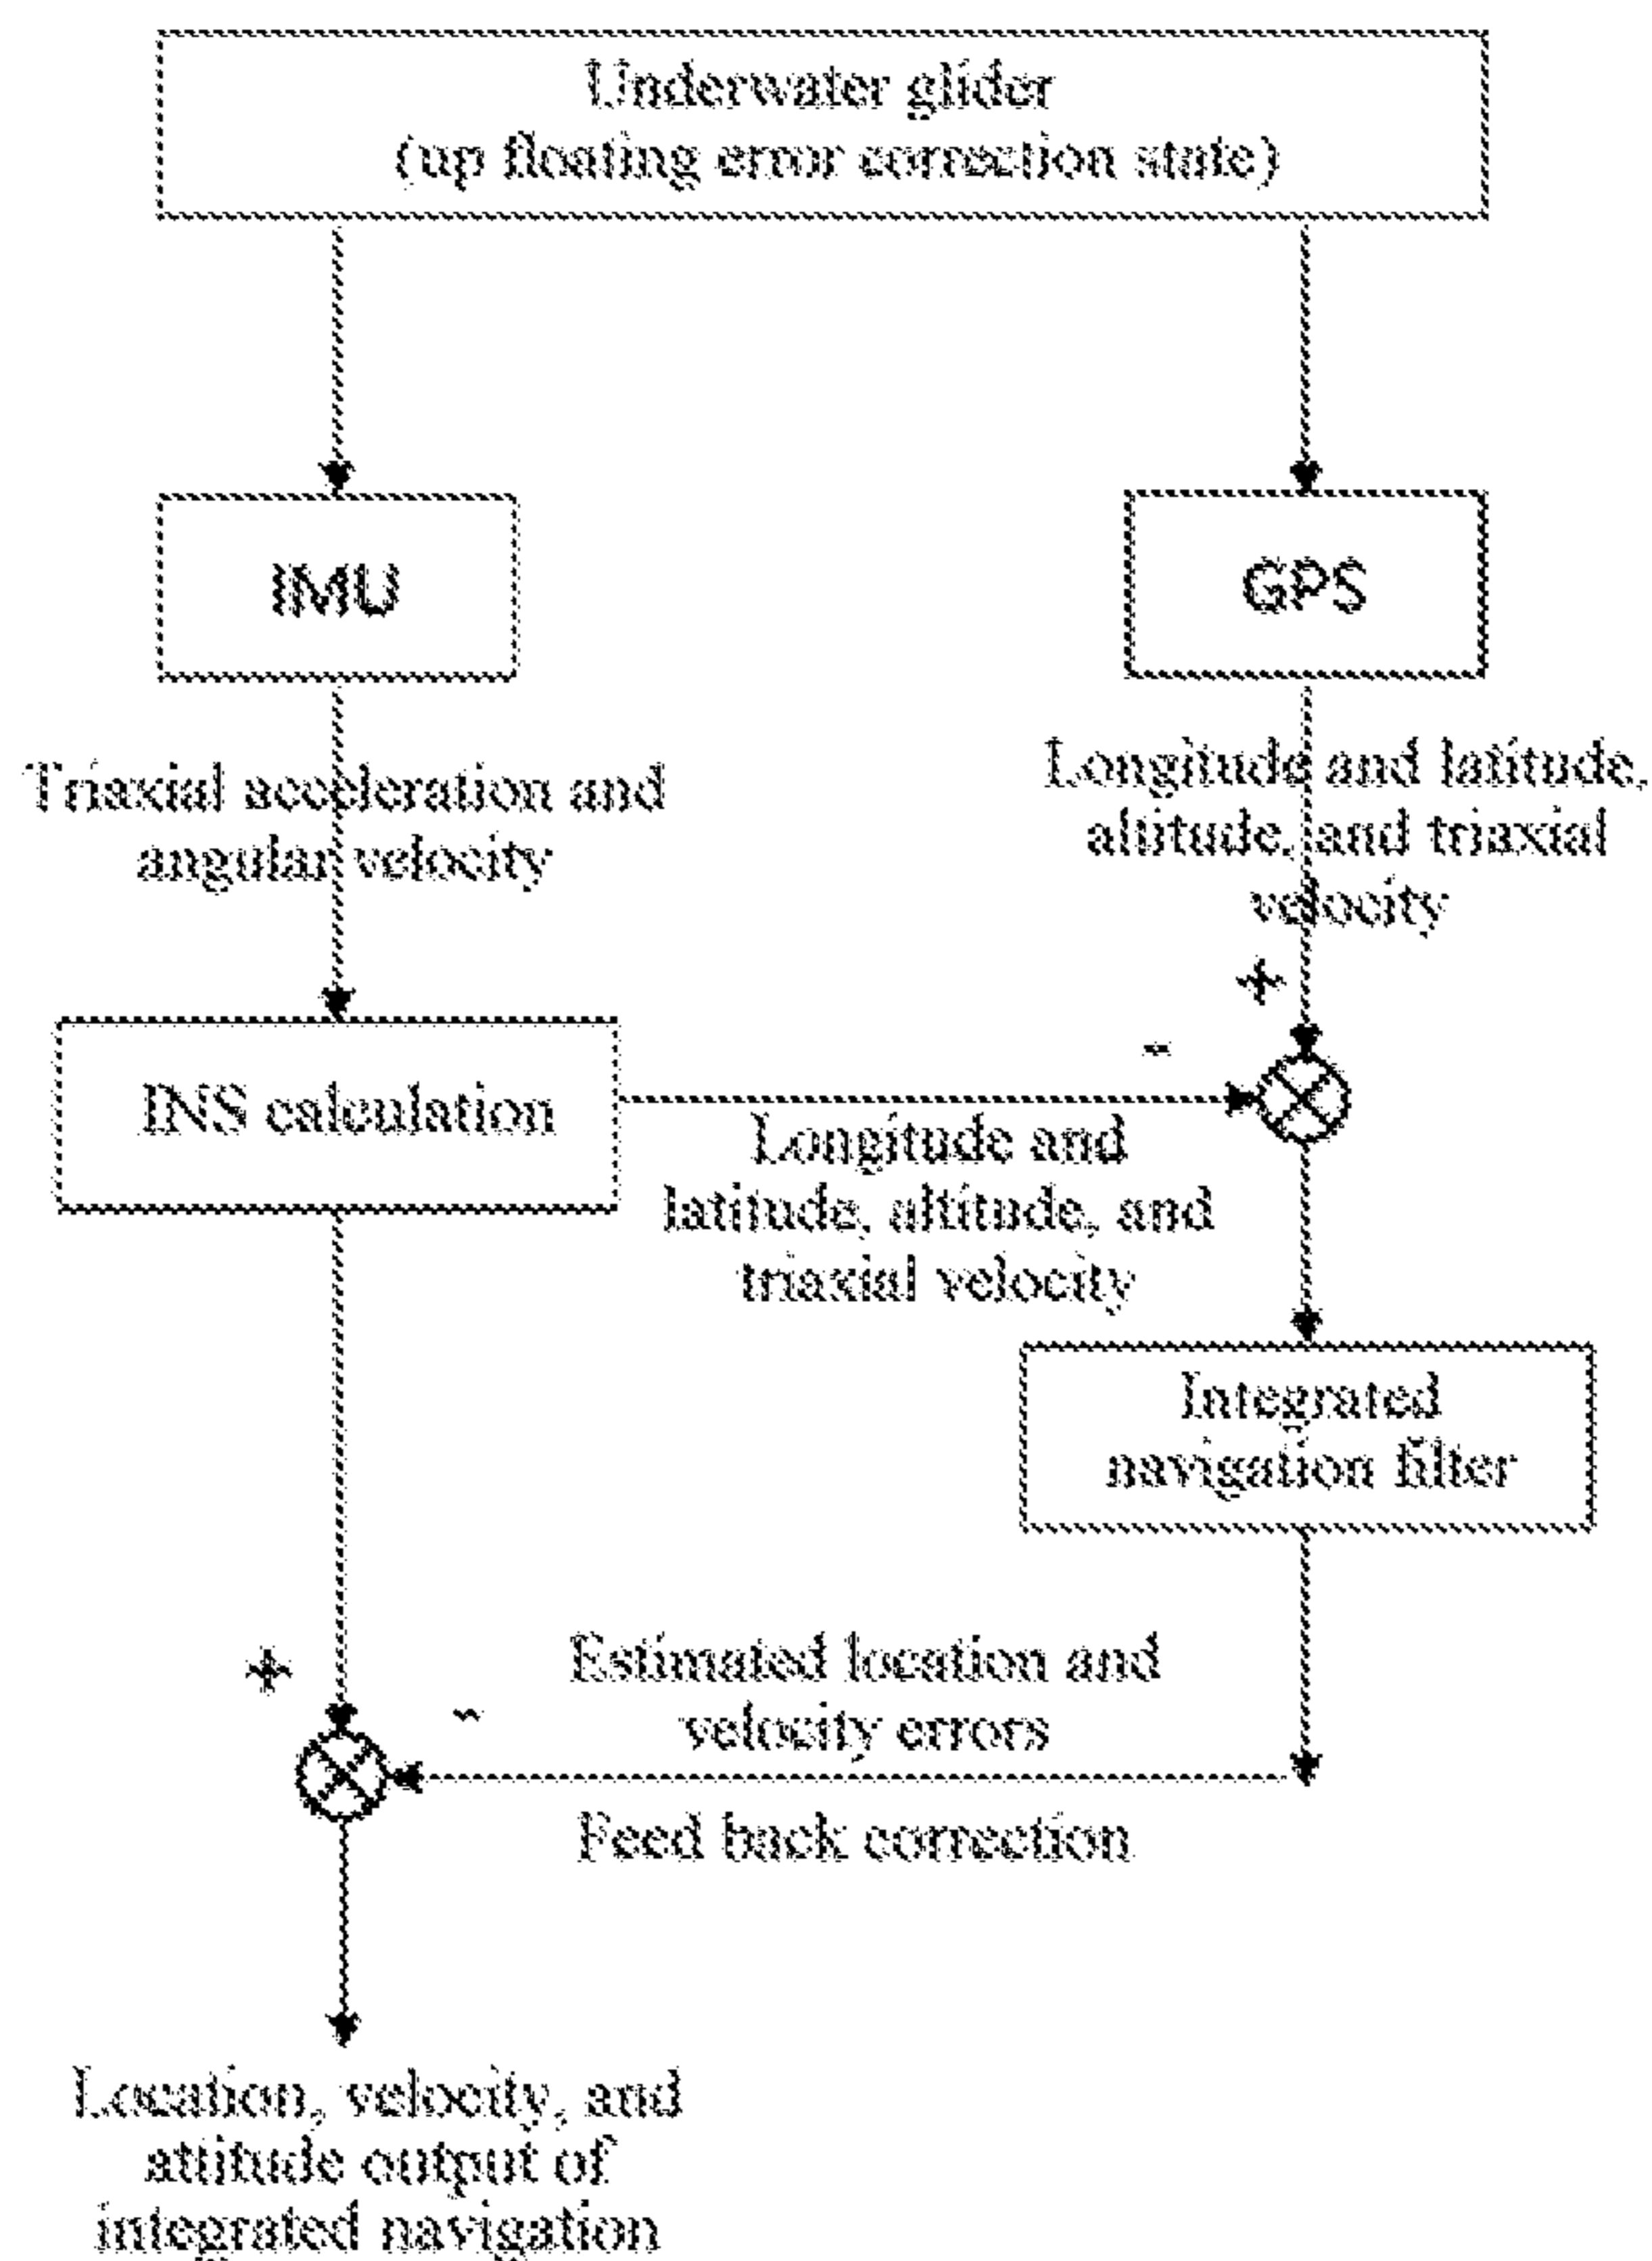 Underwater glider
(up floating error correction state)
IMU
GPS
Triaxial acceleration and
angular velocity
Longitude and latitude,
altitude, and triaxial
velocity
+
-
INS calculation
Longitude and
latitude, altitude, and
triaxial velocity
Integrated
navigation filter
+
-
Estimated location and
velocity errors
Feed back correction
Location, velocity, and
attitude output of
integrated navigation